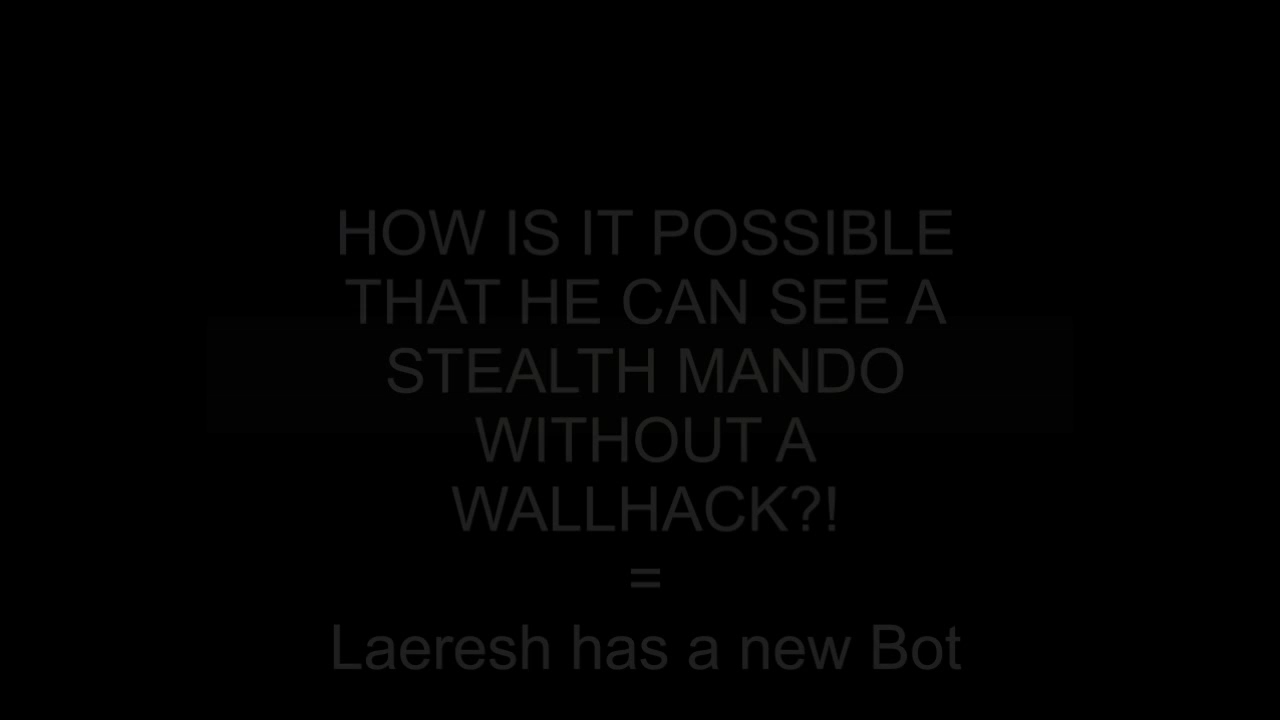 HOW IS IT POSSIBLE
THAT HE CAN SEE A
STEALTH MANDO
WITHOUT A
WALLHACK?!
=
Laeresh has a new Bot